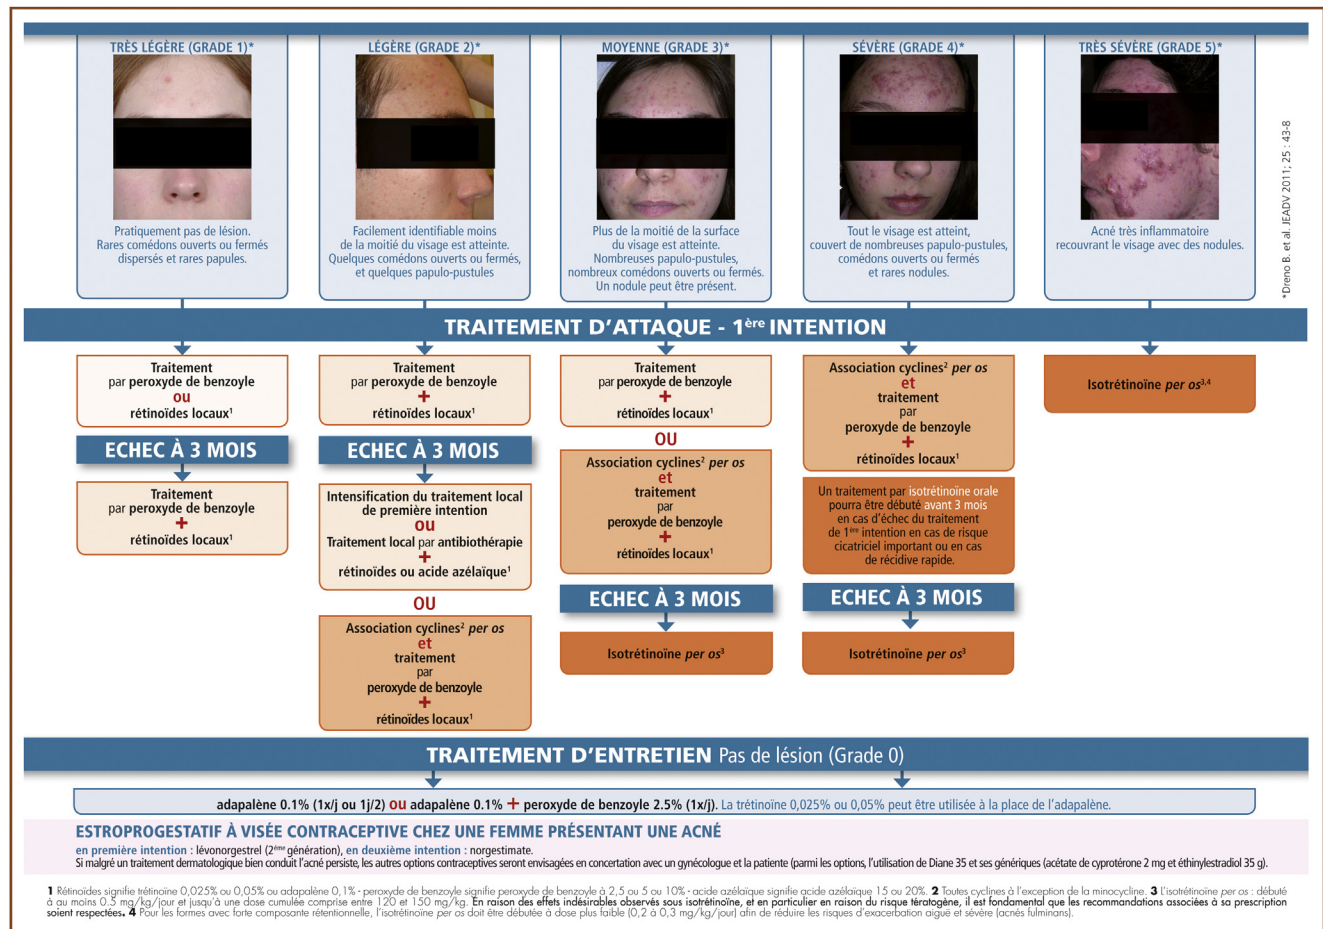 TRÈS LÉGÈRE (GRADE 1)*
Pratiquement pas de lésion.
Rares comédons ouverts ou fermés
dispersés et rares papules.
LÉGÈRE (GRADE 2)*
Facilement identifiable moins
de la moitié du visage est atteinte.
Quelques comédons ouverts ou fermés,
et quelques papulo-pustules
MOYENNE (GRADE 3)*
Plus de la moitié de la surface
du visage est atteinte.
Nombreuses papulo-pustules,
nombreux comédons ouverts ou fermés.
Un nodule peut être présent.
SÉVÈRE (GRADE 4)*
Tout le visage est atteint,
couvert de nombreuses papulo-pustules,
comédons ouverts ou fermés
et rares nodules.
TRÈS SÉVÈRE (GRADE 5)*
Acné très inflammatoire
recouvrant le visage avec des nodules.
*Dreno B. et al. JEADV 2011; 25 : 43-8
TRAITEMENT D'ATTAQUE - 1ère INTENTION
Traitement
par peroxyde de benzoyle
ou
rétinoïdes locaux1
ECHEC À 3 MOIS
Traitement
par peroxyde de benzoyle
+
rétinoïdes locaux1
Traitement
par peroxyde de benzoyle
+
rétinoïdes locaux1
ECHEC À 3 MOIS
Intensification du traitement local
de première intention
ou
Traitement local par antibiothérapie
+
rétinoïdes ou acide azélaïque1
OU
Association cyclines2 per os
et
traitement
par
peroxyde de benzoyle
+
rétinoïdes locaux1
Traitement
par peroxyde de benzoyle
+
rétinoïdes locaux1
OU
Association cyclines2 per os
et
traitement
par
peroxyde de benzoyle
+
rétinoïdes locaux1
ECHEC À 3 MOIS
Isotrétinoïne per os3
Association cyclines2 per os
et
traitement
par
peroxyde de benzoyle
+
rétinoïdes locaux1
Un traitement par isotrétinoïne orale
pourra être débuté avant 3 mois
en cas d'échec du traitement
de 1ère intention en cas de risque
cicatriciel important ou en cas
de récidive rapide.
ECHEC À 3 MOIS
Isotrétinoïne per os3
Isotrétinoïne per os3,4
TRAITEMENT D'ENTRETIEN Pas de lésion (Grade 0)
adapalène 0.1% (1x/j ou 1j/2) ou adapalène 0.1% + peroxyde de benzoyle 2.5% (1x/j). La trétinoïne 0,025% ou 0,05% peut être utilisée à la place de l'adapalène.
ESTROPROGESTATIF À VISÉE CONTRACEPTIVE CHEZ UNE FEMME PRÉSENTANT UNE ACNÉ
en première intention : lévonorgestrel (2ème génération), en deuxième intention : norgestimate.
Si malgré un traitement dermatologique bien conduit l'acné persiste, les autres options contraceptives seront envisagées en concertation avec un gynécologue et la patiente (parmi les options, l'utilisation de Diane 35 et ses génériques (acétate de cyprotérone 2 mg et éthinylestradiol 35 g).
1 Rétinoïdes signifie trétinoïne 0,025% ou 0,05% ou adapalène 0,1% • peroxyde de benzoyle signifie peroxyde de benzoyle à 2,5 ou 5 ou 10% • acide azélaïque signifie acide azélaïque 15 ou 20%. 2 Toutes cyclines à l'exception de la minocycline. 3 L'isotrétinoïne per os : débuté
à au moins 0.5 mg/kg/jour et jusqu'à une dose cumulée comprise entre 120 et 150 mg/kg. En raison des effets indésirables observés sous isotrétinoïne, et en particulier en raison du risque tératogène, il est fondamental que les recommandations associées à sa prescription
soient respectées. 4 Pour les formes avec forte composante rétentionnelle, l'isotrétinoïne per os doit être débutée à dose plus faible (0,2 à 0,3 mg/kg/jour) afin de réduire les risques d'exacerbation aiguë et sévère (acnés fulminans).